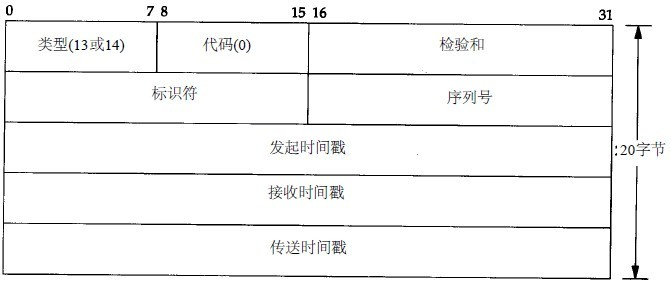 0 7 8 15 16 31
类型(13或14) 代码(0) 检验和
标识符 序列号
发起时间戳
20字节
接收时间戳
传送时间戳